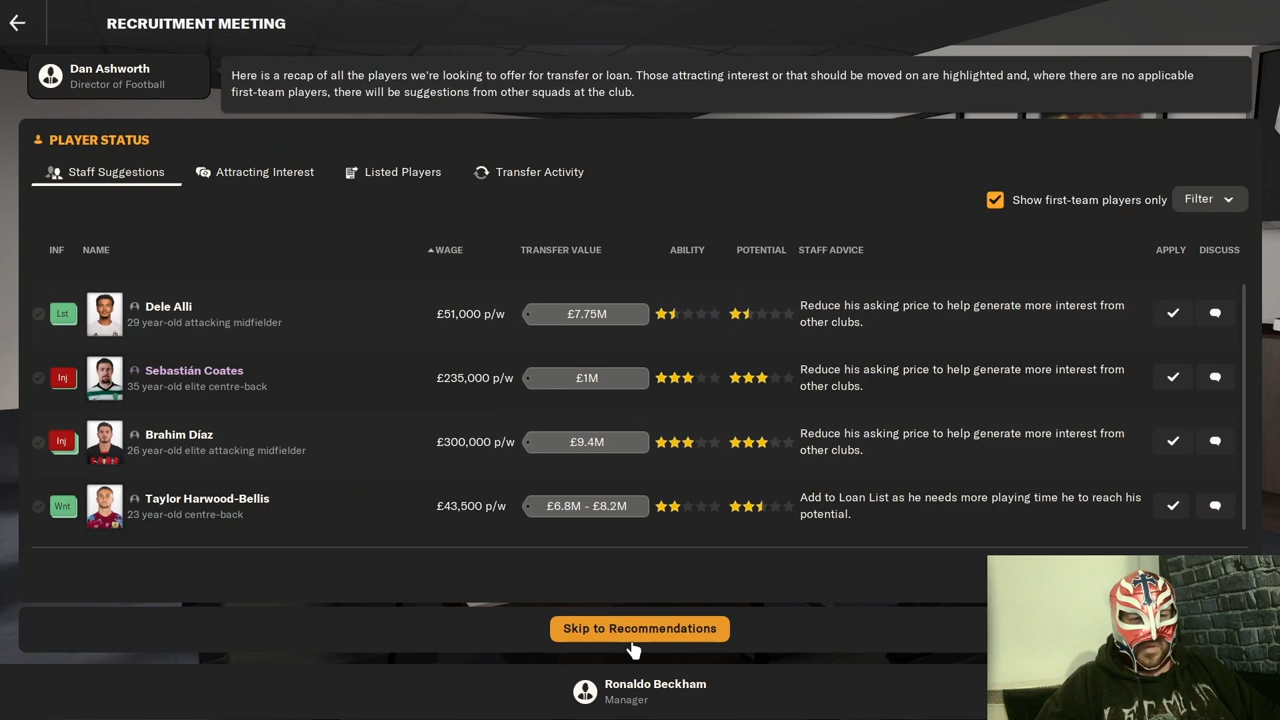 RECRUITMENT MEETING
Dan Ashworth
Director of Football
Here is a recap of all the players we're looking to offer for transfer or loan. Those attracting interest or that should be moved on are highlighted and, where there are no applicable
first-team players, there will be suggestions from other squads at the club.
PLAYER STATUS
Staff Suggestions Attracting Interest Listed Players Transfer Activity
Show first-team players only Filter
INF NAME WAGE TRANSFER VALUE ABILITY POTENTIAL STAFF ADVICE APPLY DISCUSS
Lst Dele Alli £51,000 p/w £7.75M Reduce his asking price to help generate more interest from
29 year-old attacking midfielder other clubs.
Inj Sebastián Coates £235,000 p/w £1M Reduce his asking price to help generate more interest from
35 year-old elite centre-back other clubs.
Inj Brahim Díaz £300,000 p/w £9.4M Reduce his asking price to help generate more interest from
26 year-old elite attacking midfielder other clubs.
Wnt Taylor Harwood-Bellis £43,500 p/w £6.8M - £8.2M Add to Loan List as he needs more playing time he to reach his
23 year-old centre-back potential.
Skip to Recommendations
Ronaldo Beckham
Manager